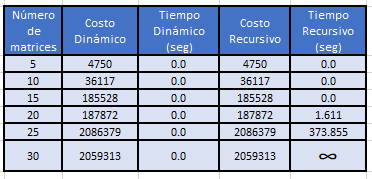 Número de matrices	Costo Dinámico	Tiempo Dinámico (seg)	Costo Recursivo	Tiempo Recursivo (seg)
5	4750	0.0	4750	0.0
10	36117	0.0	36117	0.0
15	185528	0.0	185528	0.0
20	187872	0.0	187872	1.611
25	2086379	0.0	2086379	373.855
30	2059313	0.0	2059313	∞